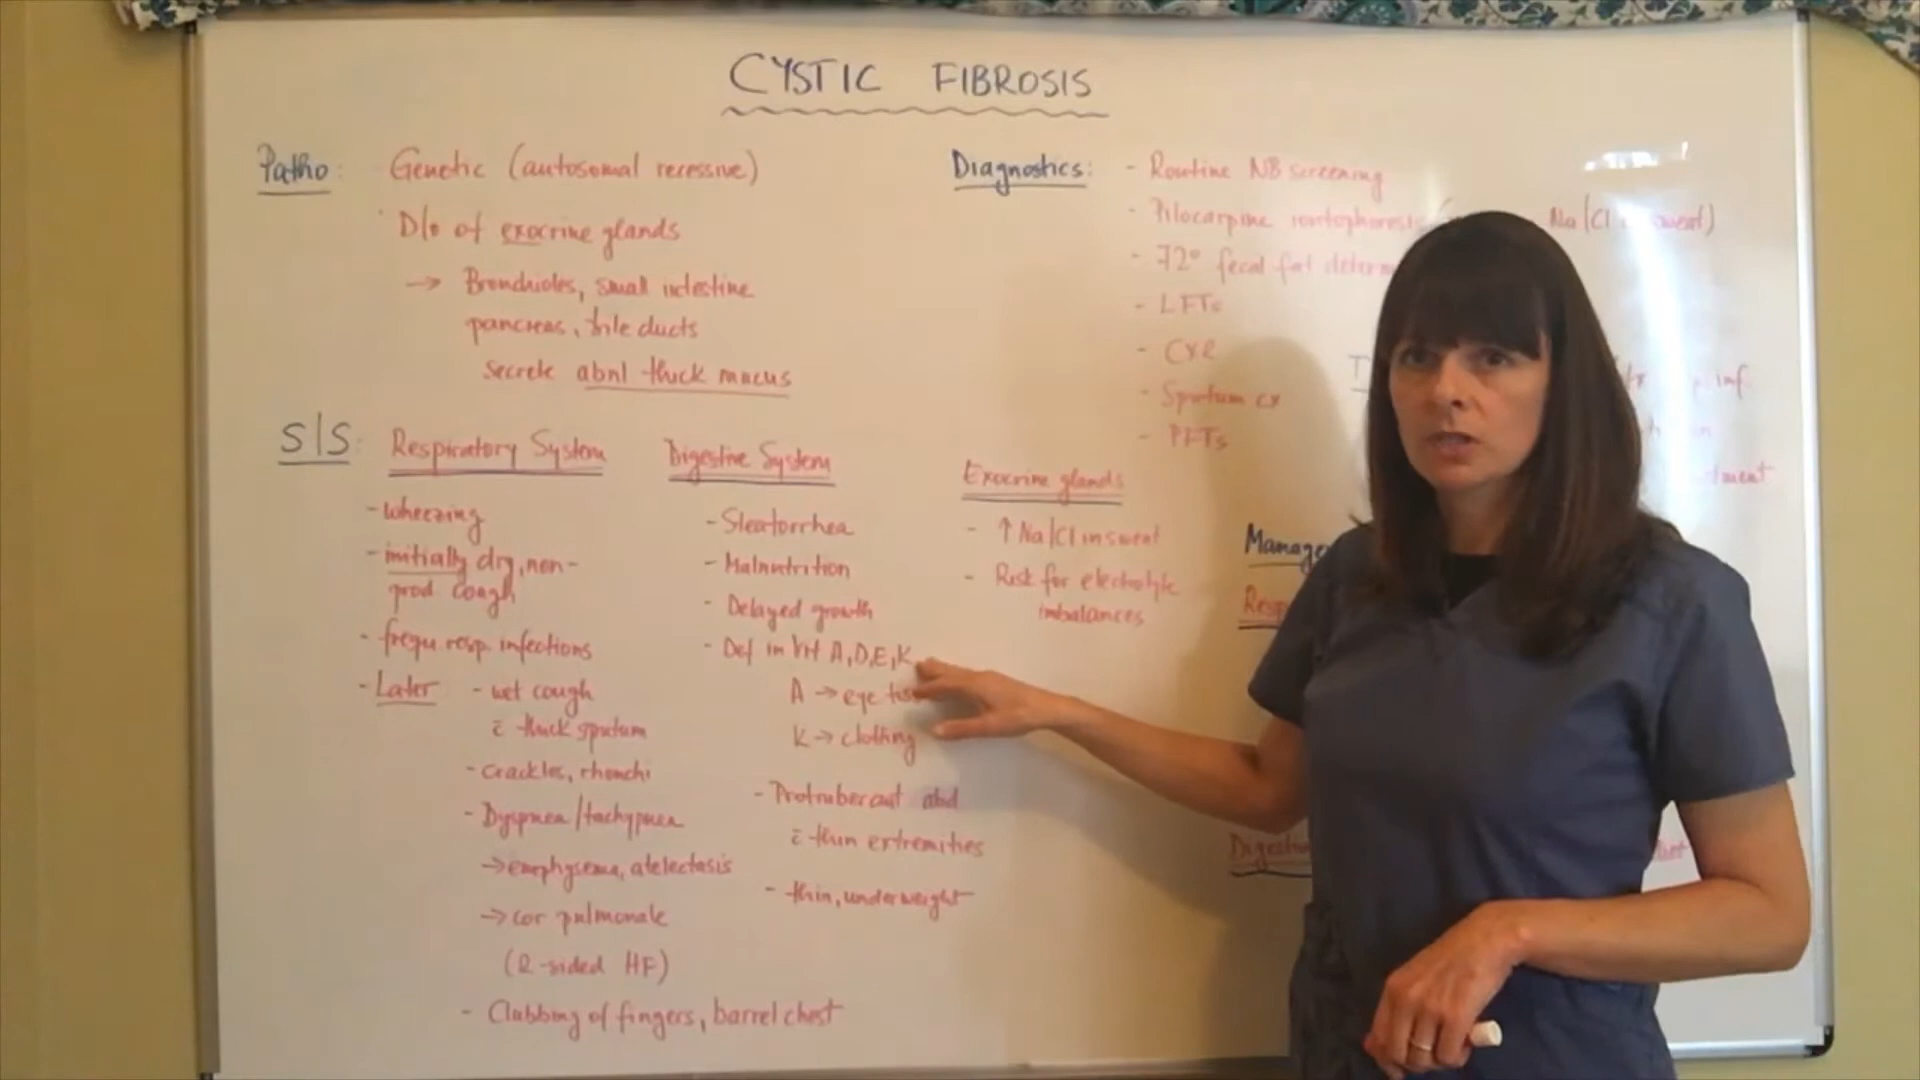 CYSTIC FIBROSIS
Patho: Genetic (autosomal recessive)
D/o of exocrine glands
→ Bronchioles, small intestine
pancreas, bile ducts
Secrete abnl thick mucus
S/S:
Respiratory System
- wheezing
- initially dry, non-
prod cough
- frequ resp. infections
- Later - wet cough
c̄ thick sputum
- crackles, rhonchi
- Dyspnea/tachypnea
→ emphysema, atelectasis
→ cor pulmonale
(R-sided HF)
- Clubbing of fingers, barrel chest
Digestive System
- Steatorrhea
- Malnutrition
- Delayed growth
- Def in Vit A,D,E,K
A → eye
K → clotting
- Protruberant abd
c̄ thin extremities
- thin, underweight
Exocrine glands
- ↑ Na/Cl in sweat
- Risk for electrolyte
imbalances
Diagnostics: - Routine NB screening
- Pilocarpine iontophoresis Na/Cl sweat)
- 72° fecal fat
- LFTs
- CXR
- Sputum cx
- PFTs
inf.